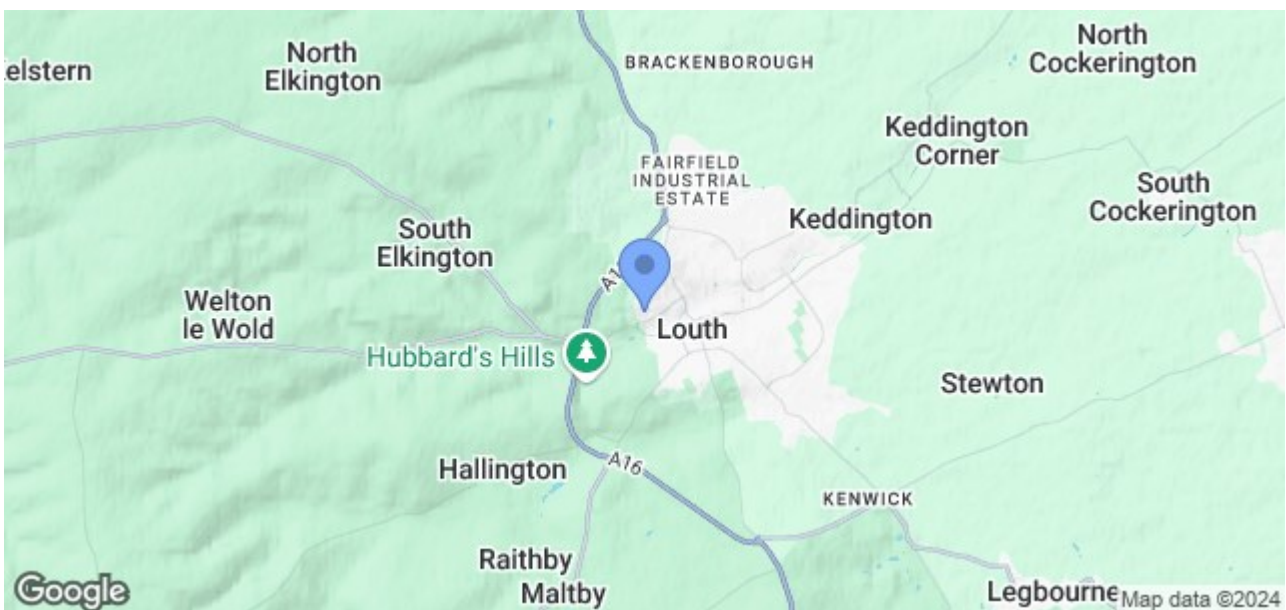 North
Elkington
elstern
BRACKENBOROUGH
North
Cockerington
Keddington
Corner
FAIRFIELD
INDUSTRIAL
ESTATE
South
Cockerington
Keddington
South
Elkington
A1
Welton
le Wold
Louth
Hubbard's Hills
Stewton
Hallington
A16
KENWICK
Raithby
Maltby
Legbourne
Google
Map data ©2024